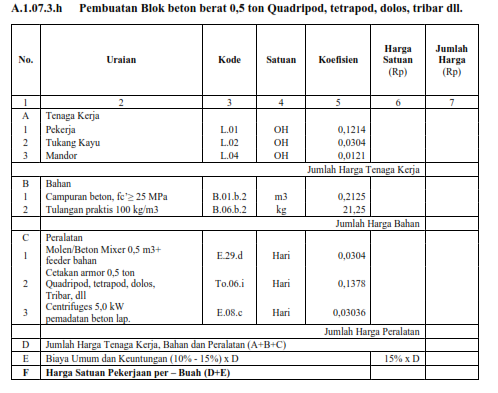 A.1.07.3.h Pembuatan Blok beton berat 0,5 ton Quadripod, tetrapod, dolos, tribar dll.
No. Uraian Kode Satuan Koefisien Harga Satuan (Rp) Jumlah Harga (Rp)
1 2 3 4 5 6 7
A Tenaga Kerja
1 Pekerja L.01 OH 0,1214
2 Tukang Kayu L.02 OH 0,0304
3 Mandor L.04 OH 0,0121
Jumlah Harga Tenaga Kerja
B Bahan
1 Campuran beton, fc'≥ 25 MPa B.01.b.2 m3 0,2125
2 Tulangan praktis 100 kg/m3 B.06.b.2 kg 21,25
Jumlah Harga Bahan
C Peralatan
1 Molen/Beton Mixer 0,5 m3+
feeder bahan E.29.d Hari 0,0304
Cetakan armor 0,5 ton
2 Quadripod, tetrapod, dolos, To.06.i Hari 0,1378
Tribar, dll
3 Centrifuges 5,0 kW
pemadatan beton lap. E.08.c Hari 0,03036
Jumlah Harga Peralatan
D Jumlah Harga Tenaga Kerja, Bahan dan Peralatan (A+B+C)
E Biaya Umum dan Keuntungan (10% - 15%) x D 15% x D
F Harga Satuan Pekerjaan per – Buah (D+E)